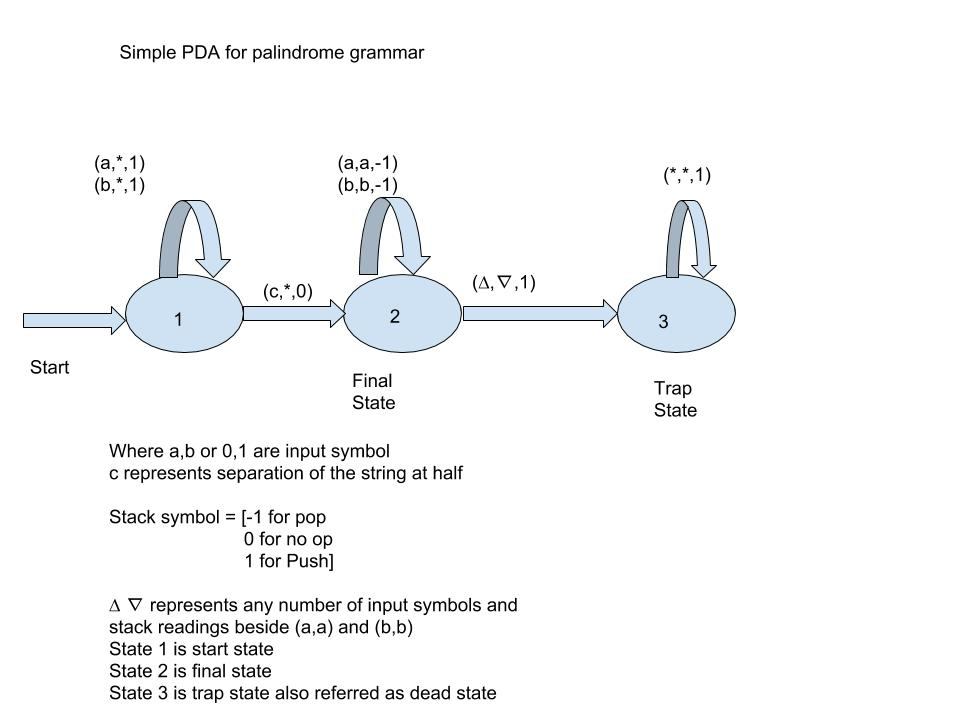 Simple PDA for palindrome grammar
(a,*,1)
(b,*,1)
(a,a,-1)
(b,b,-1)
(*,*,1)
(c,*,0)
(∆,∇,1)
1
2
3
Start
Final
State
Trap
State
Where a,b or 0,1 are input symbol
c represents separation of the string at half
Stack symbol = [-1 for pop
0 for no op
1 for Push]
∆ ∇ represents any number of input symbols and
stack readings beside (a,a) and (b,b)
State 1 is start state
State 2 is final state
State 3 is trap state also referred as dead state